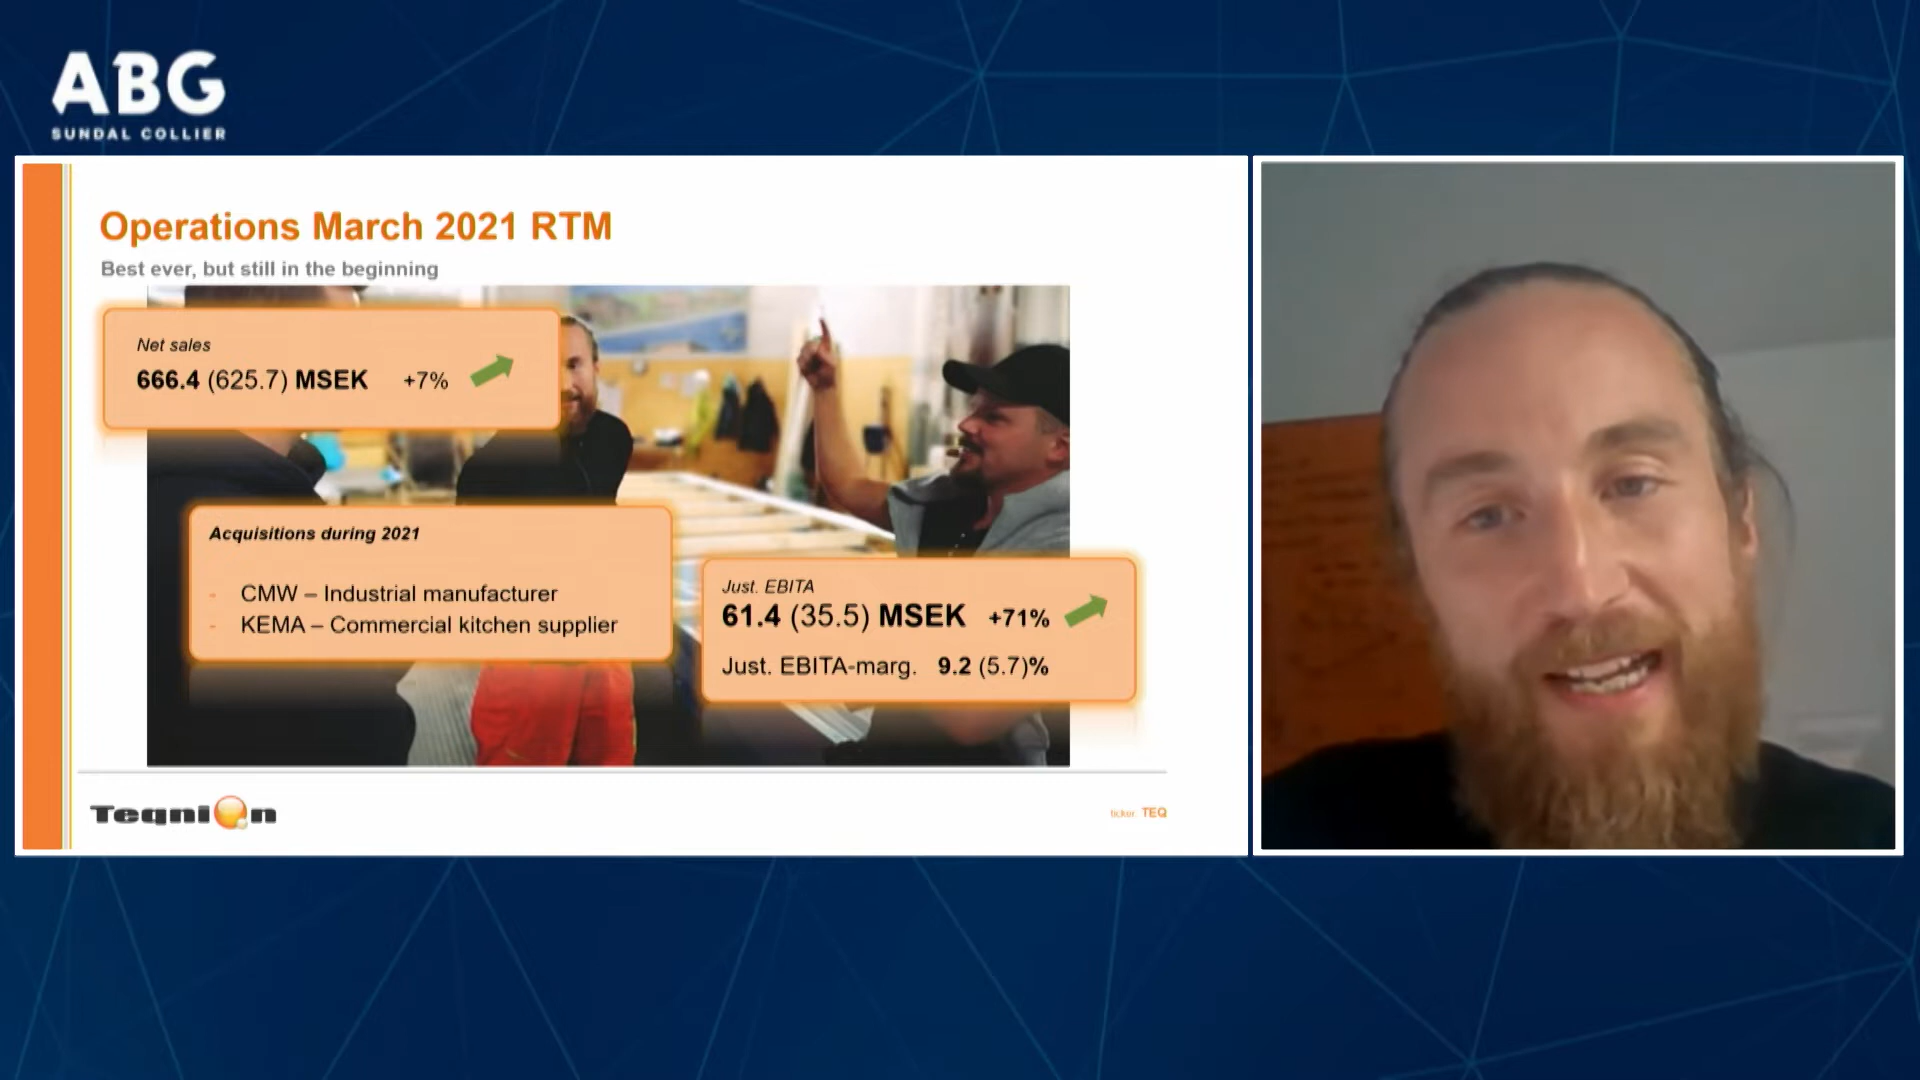 ABG
SUNDAL COLLIER
Operations March 2021 RTM
Best ever, but still in the beginning
Net sales
666.4 (625.7) MSEK +7%
Acquisitions during 2021
- CMW – Industrial manufacturer
- KEMA – Commercial kitchen supplier
Just. EBITA
61.4 (35.5) MSEK +71%
Just. EBITA-marg. 9.2 (5.7)%
Teqnion
ticker: TEQ